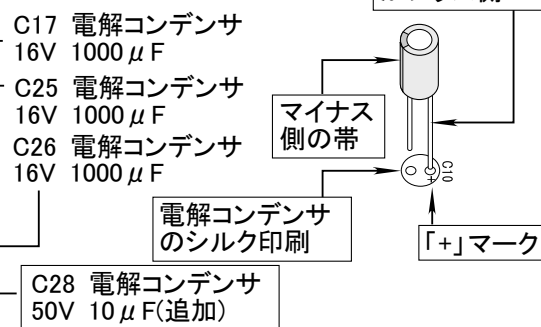 C17 電解コンデンサ
16V 1000μF
C25 電解コンデンサ
16V 1000μF
C26 電解コンデンサ
16V 1000μF
マイナス
側の帯
C10
+
電解コンデンサ
のシルク印刷
「+」マーク
C28 電解コンデンサ
50V 10μF(追加)